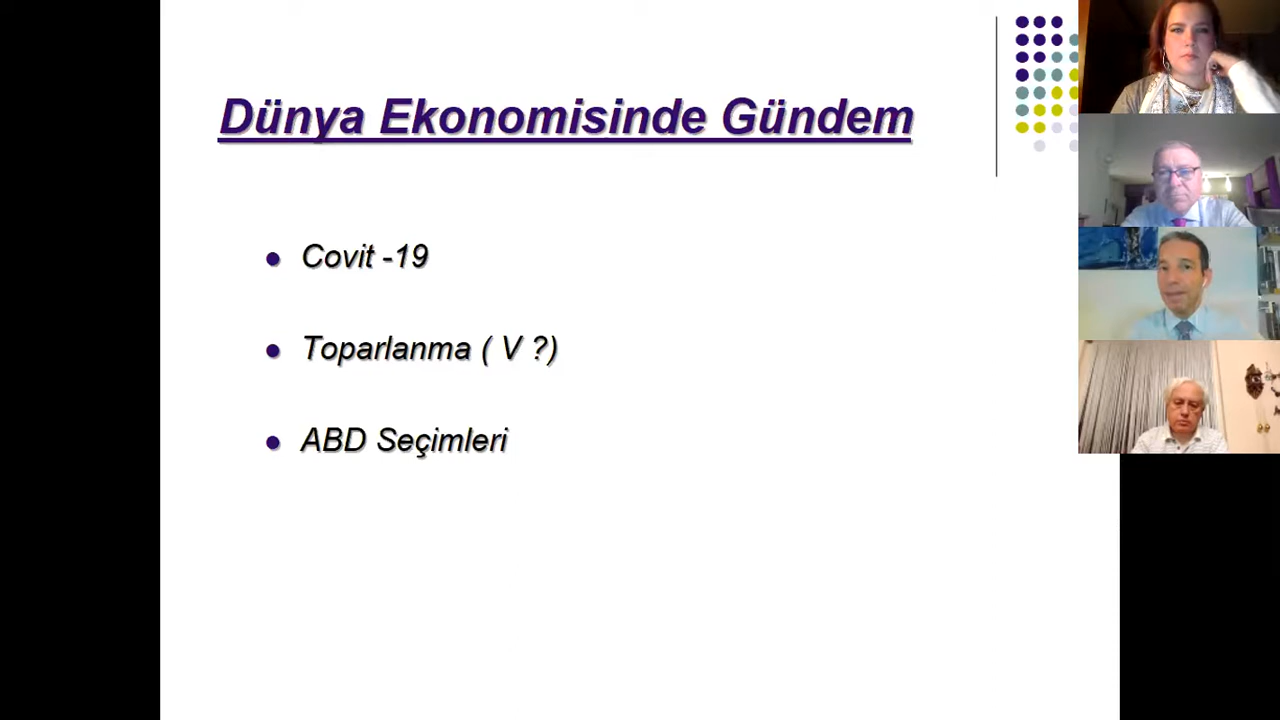 Dünya Ekonomisinde Gündem
Covit -19
Toparlanma ( V ?)
ABD Seçimleri